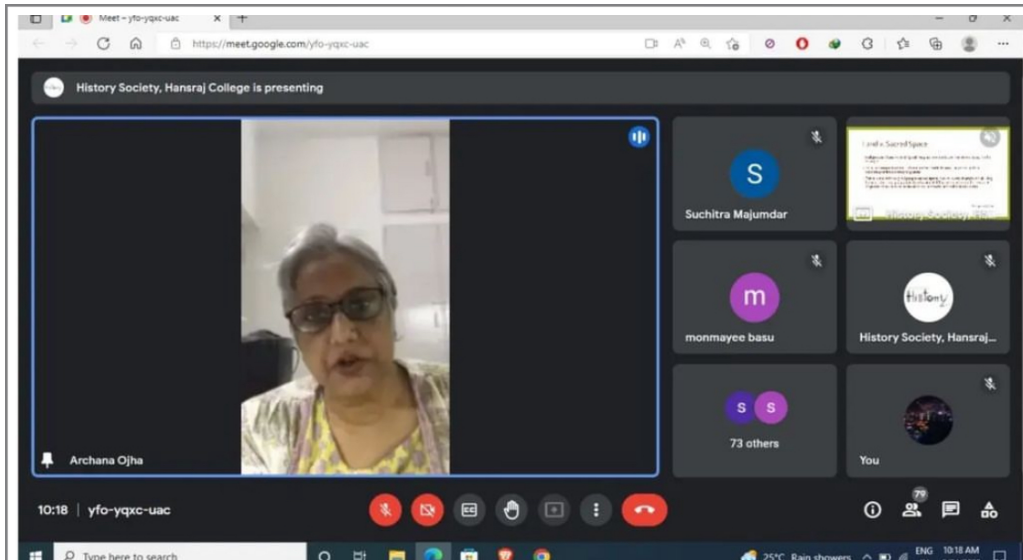 Meet – yfo-yqxc-uac
https://meet.google.com/yfo-yqxc-uac
History Society, Hansraj College is presenting
S
Suchitra Majumdar
Land a Sacred Space
m
monmayee basu
History
History Society, Hansraj...
Archana Ojha
S S
73 others
You
10:18 | yfo-yqxc-uac
CC
79
Type here to search
25°C Rain showers
ENG
10:18 AM